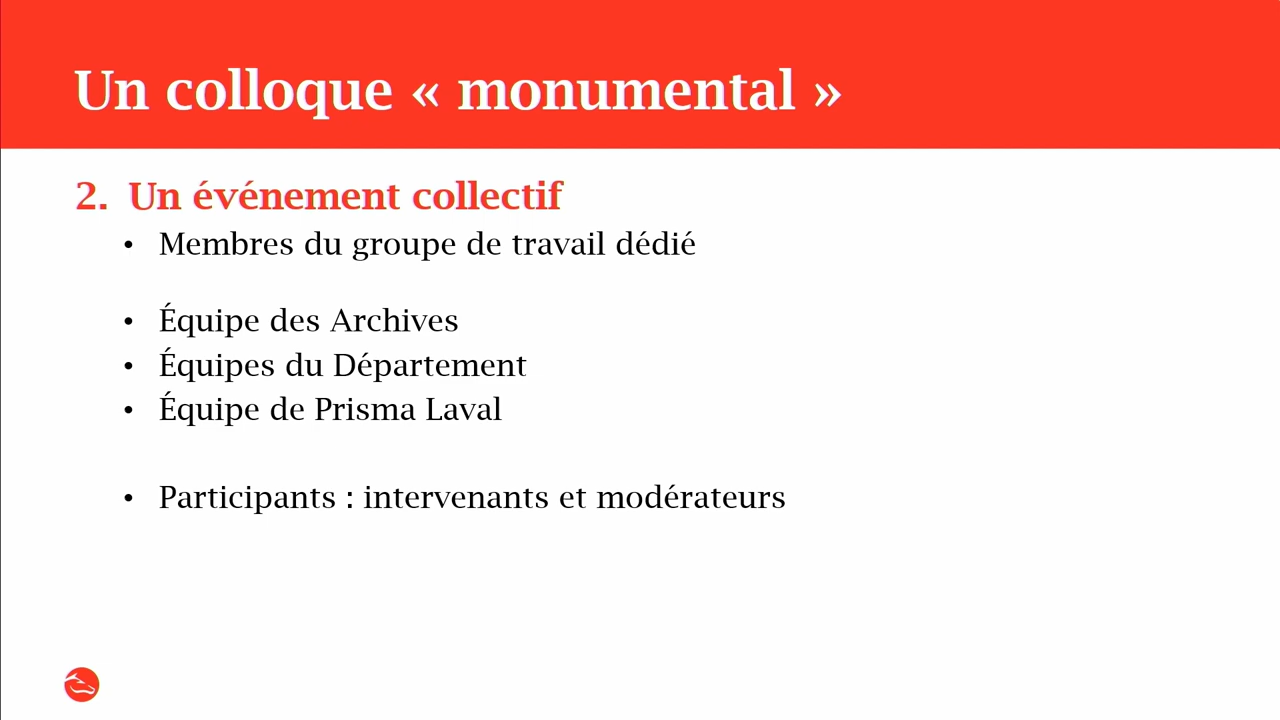 Un colloque « monumental »
2. Un événement collectif
• Membres du groupe de travail dédié
• Équipe des Archives
• Équipes du Département
• Équipe de Prisma Laval
• Participants : intervenants et modérateurs